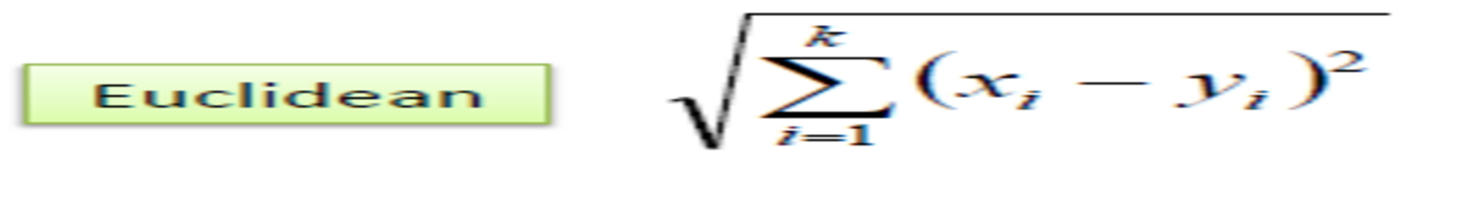 Euclidean
√∑_{i=1}^{k} (x_i − y_i)²